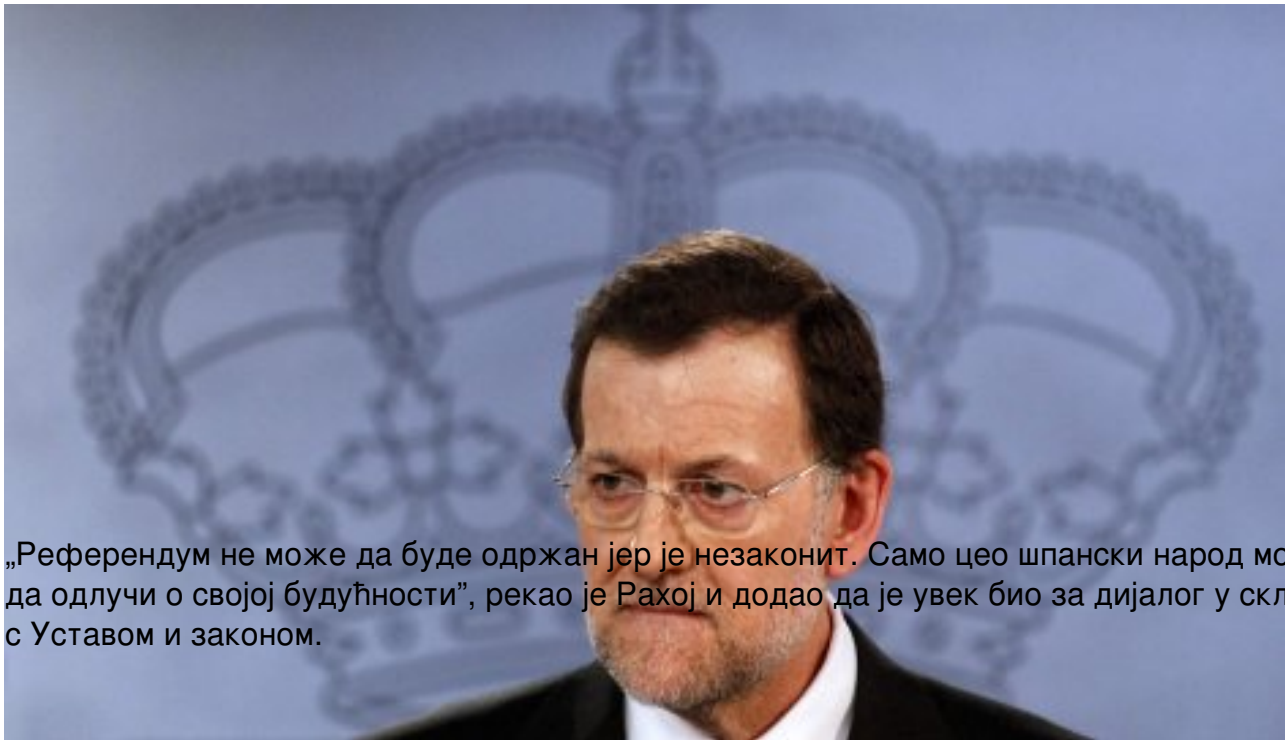 „Референдум не може да буде одржан јер је незаконит. Само цео шпански народ
да одлучи о својој будућности”, рекао је Рахој и додао да је увек био за дијалог у
с Уставом и законом.